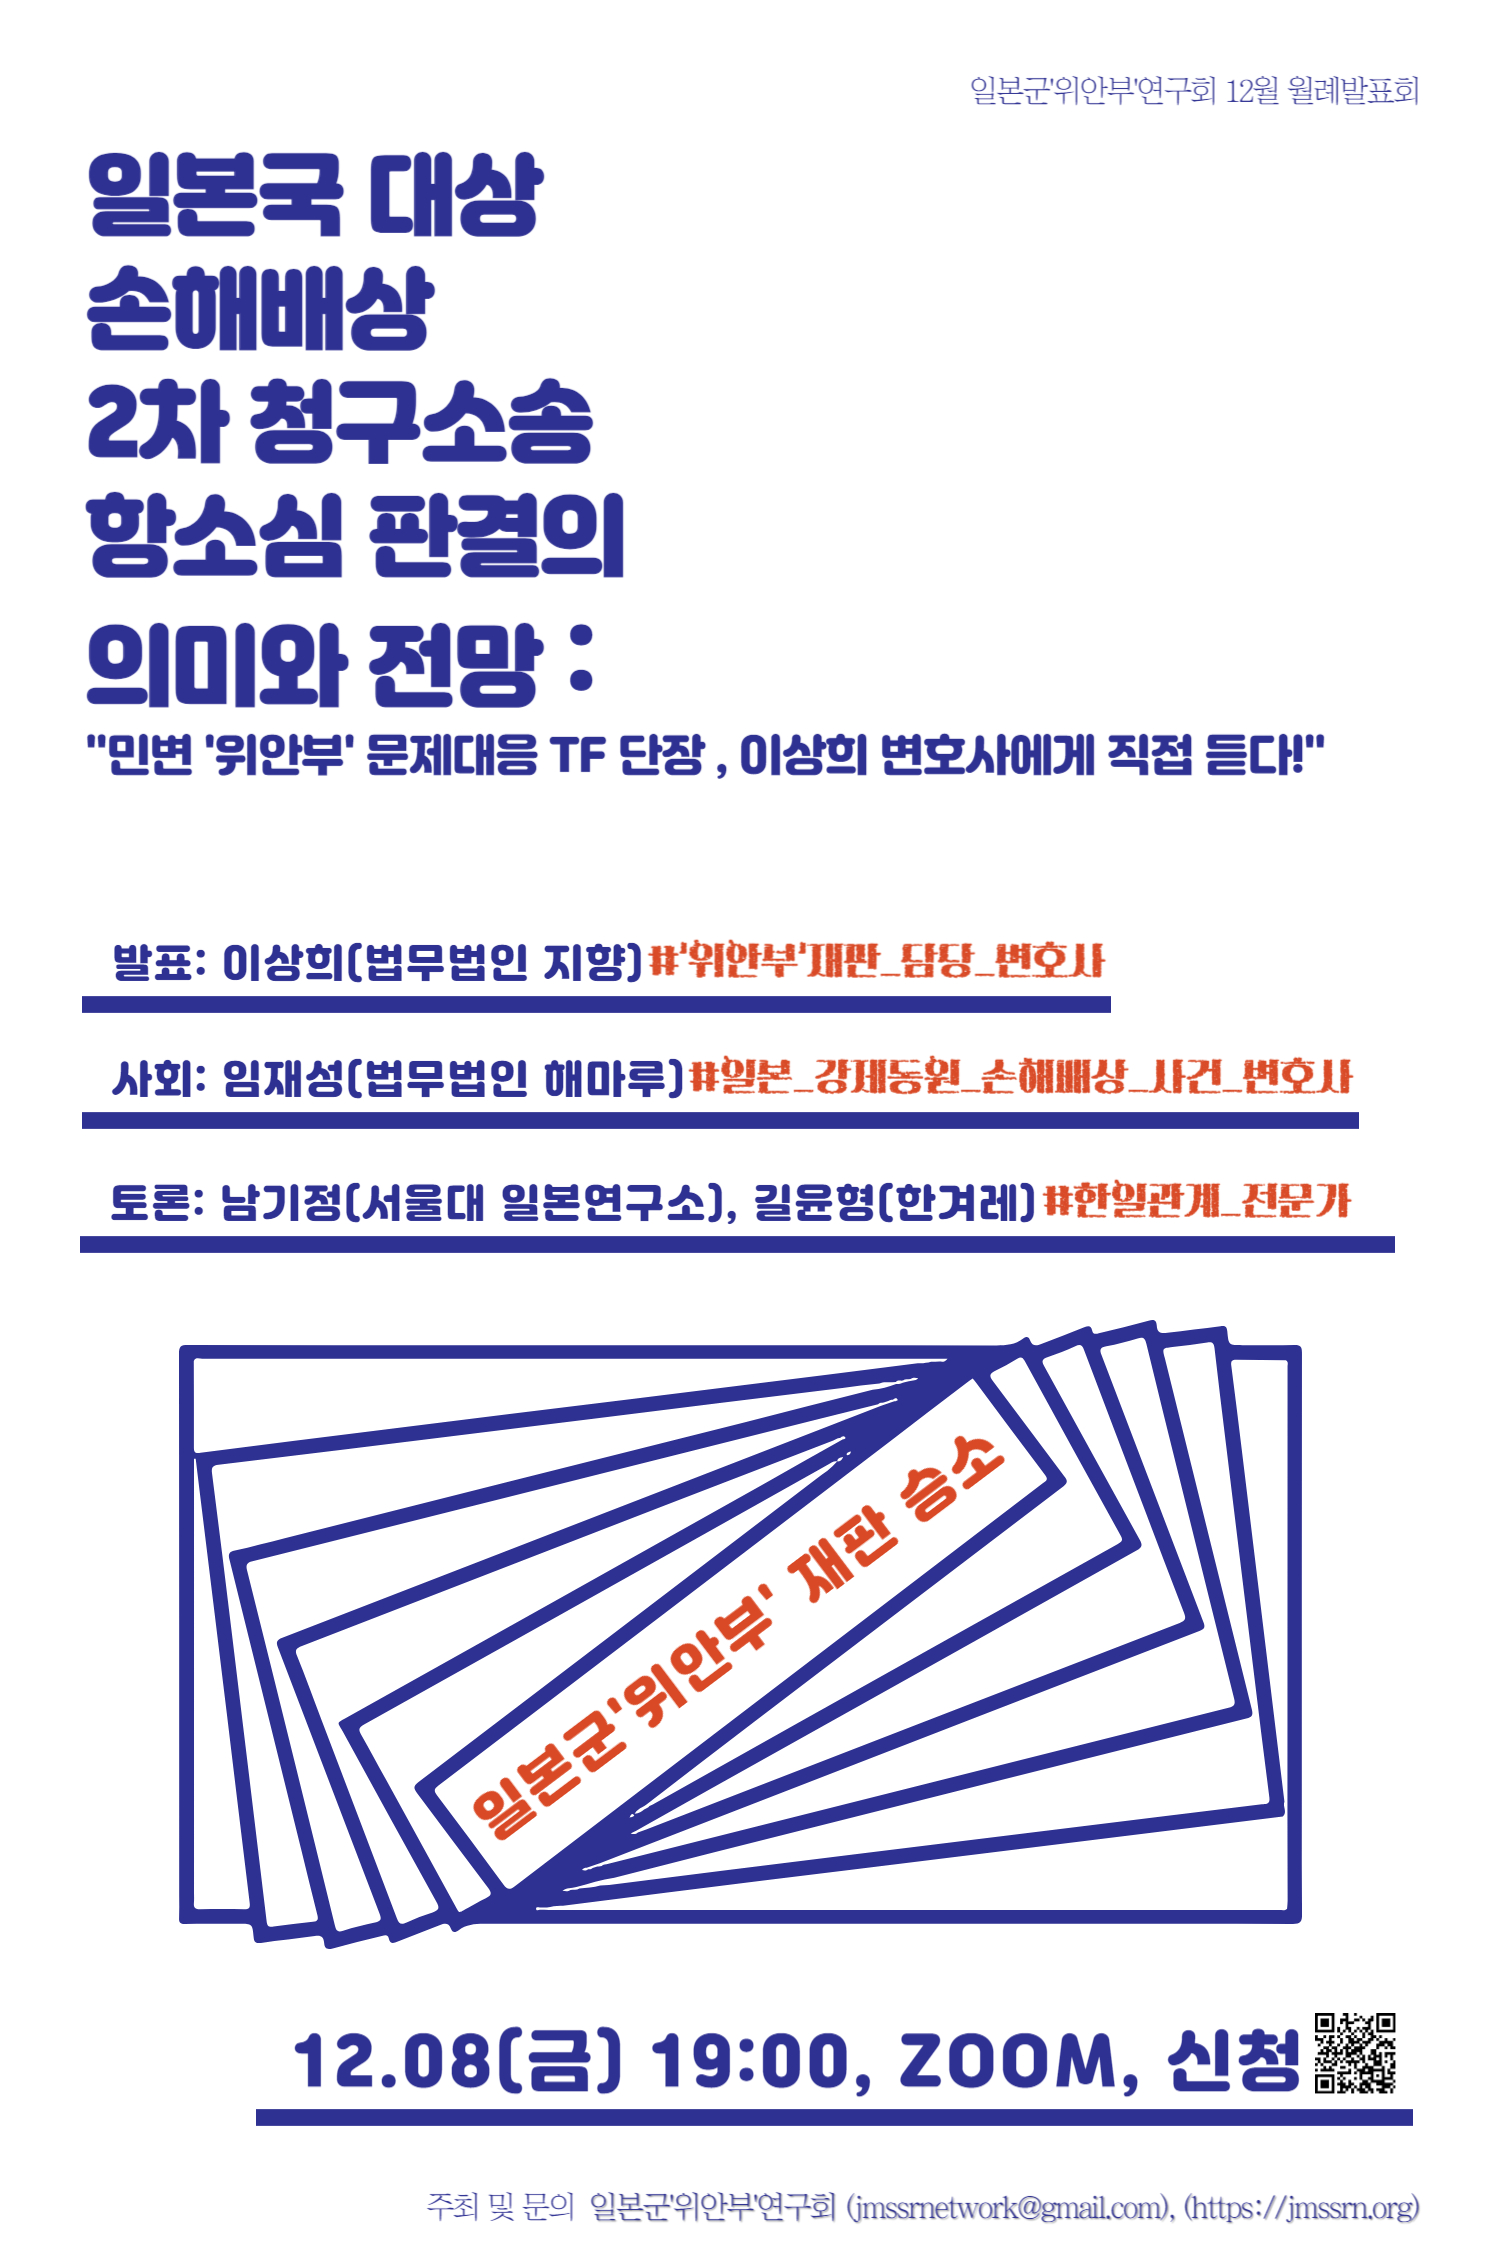 일본군'위안부'연구회 12월 월례발표회
일본국 대상
손해배상
2차 청구소송
항소심 판결의
의미와 전망 :
"민변 '위안부' 문제대응 TF 단장 , 이상희 변호사에게 직접 듣다!"
발표: 이상희(법무법인 지향)#'위안부'재판_담당_변호사
사회: 임재성(법무법인 해마루)#일본_강제동원_손해배상_사건_변호사
토론: 남기정(서울대 일본연구소), 길윤형(한겨레)#한일관계_전문가
일본군'위안부' 재판 승소
12.08(금) 19:00, ZOOM, 신청
주최 및 문의 일본군'위안부'연구회 (jmssrnetwork@gmail.com), (https://jmssrn.org)